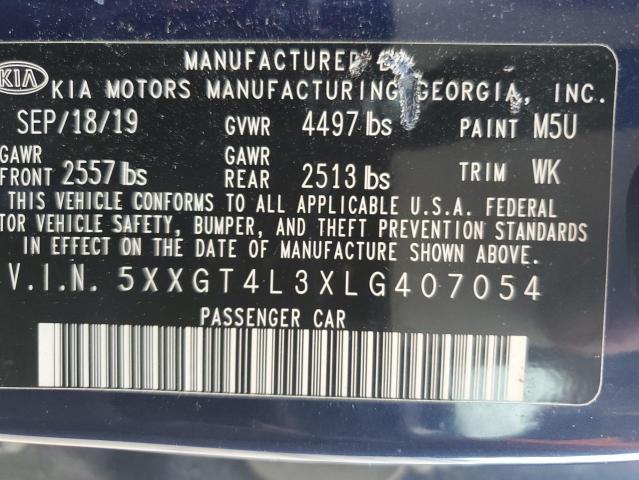 MANUFACTURED BY
KIA KIA MOTORS MANUFACTURING GEORGIA, INC.
SEP/18/19 GVWR 4497 lbs PAINT M5U
GAWR FRONT 2557 lbs GAWR REAR 2513 lbs TRIM WK
THIS VEHICLE CONFORMS TO ALL APPLICABLE U.S.A. FEDERAL
TOR VEHICLE SAFETY, BUMPER, AND THEFT PREVENTION STANDARDS
IN EFFECT ON THE DATE OF MANUFACTURE SHOWN ABOVE.
V.I.N. 5XXGT4L3XLG407054
PASSENGER CAR